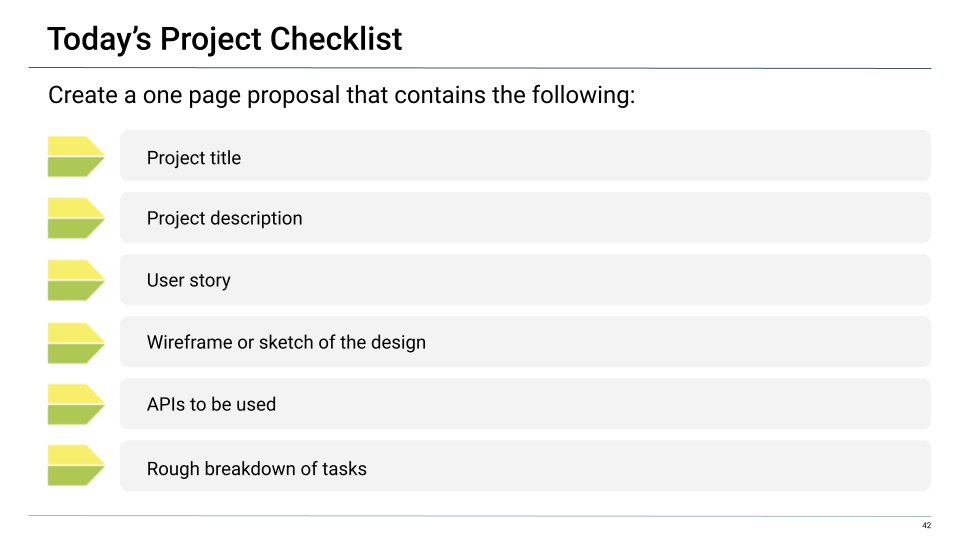 Today’s Project Checklist
Create a one page proposal that contains the following:
Project title
Project description
User story
Wireframe or sketch of the design
APIs to be used
Rough breakdown of tasks
42